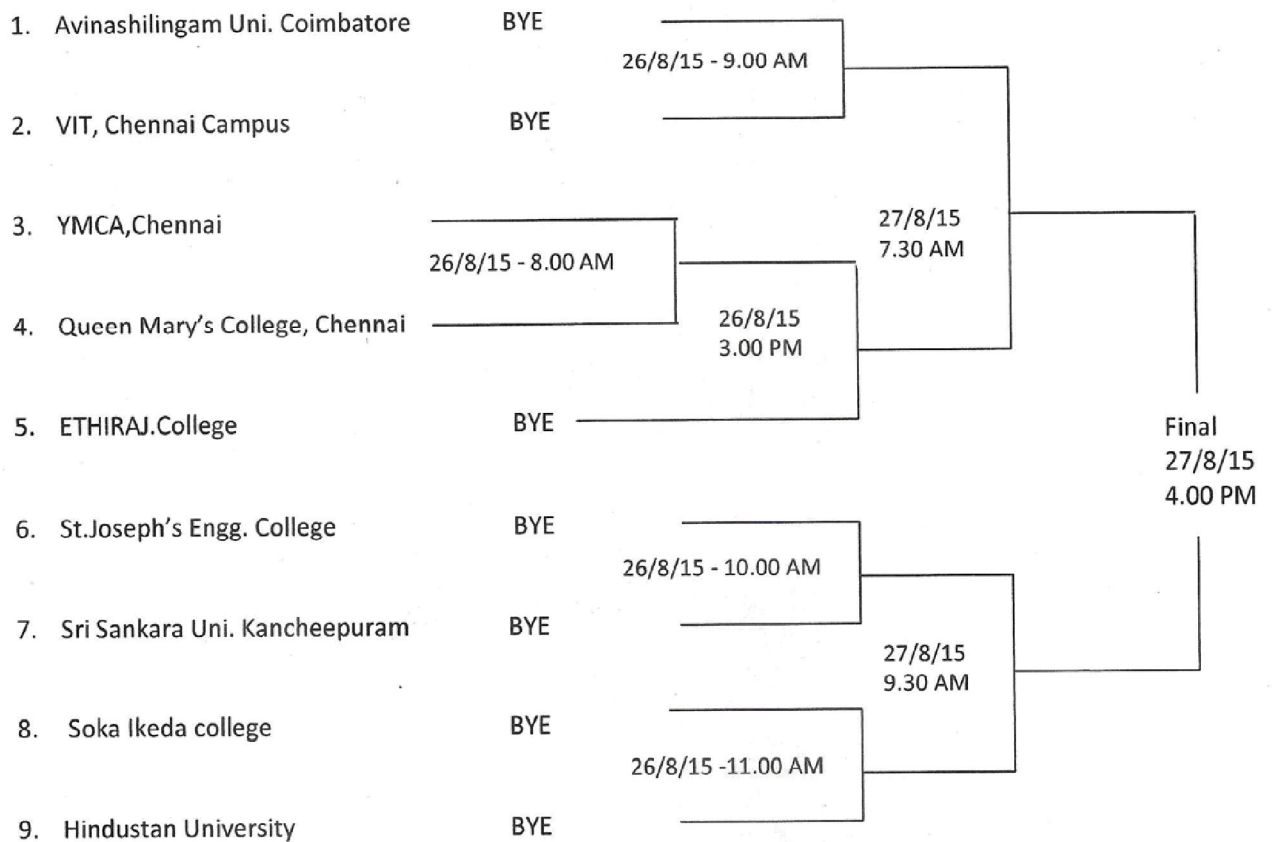 1. Avinashilingam Uni. Coimbatore BYE
26/8/15 - 9.00 AM
2. VIT, Chennai Campus BYE
3. YMCA,Chennai
27/8/15
7.30 AM
26/8/15 - 8.00 AM
4. Queen Mary's College, Chennai
26/8/15
3.00 PM
5. ETHIRAJ.College BYE
Final
27/8/15
4.00 PM
6. St.Joseph's Engg. College BYE
26/8/15 - 10.00 AM
7. Sri Sankara Uni. Kancheepuram BYE
27/8/15
9.30 AM
8. Soka Ikeda college BYE
26/8/15 -11.00 AM
9. Hindustan University BYE